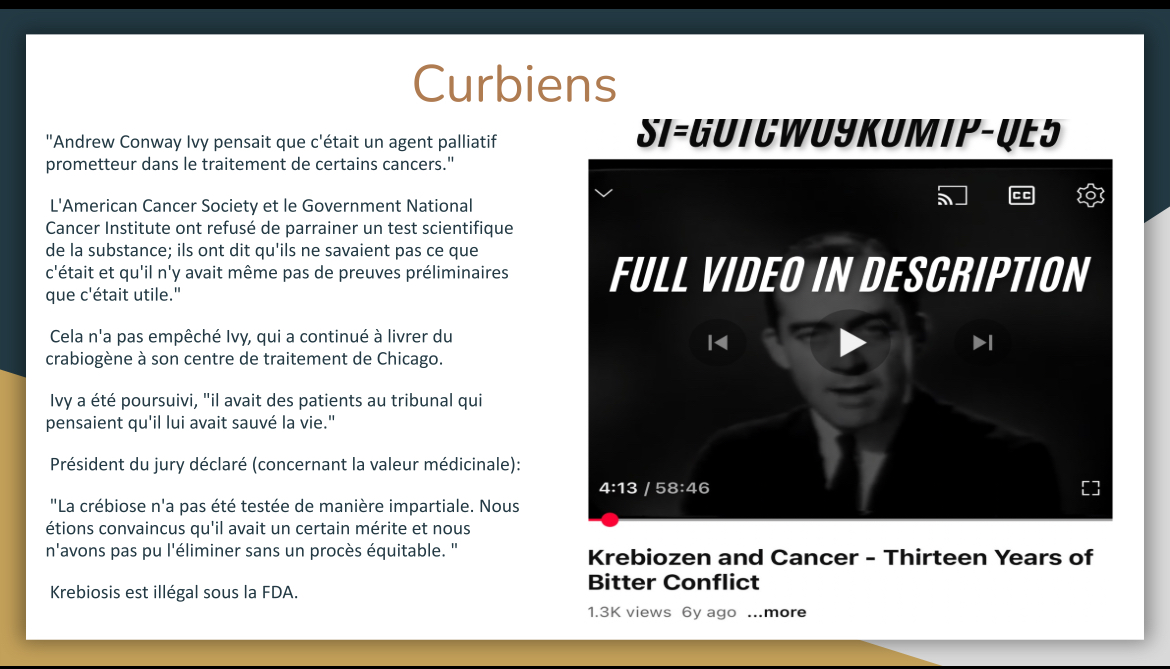 Curbiens
"Andrew Conway Ivy pensait que c'était un agent palliatif
prometteur dans le traitement de certains cancers."
L'American Cancer Society et le Government National
Cancer Institute ont refusé de parrainer un test scientifique
de la substance; ils ont dit qu'ils ne savaient pas ce que
c'était et qu'il n'y avait même pas de preuves préliminaires
que c'était utile."
Cela n'a pas empêché Ivy, qui a continué à livrer du
crabiogène à son centre de traitement de Chicago.
Ivy a été poursuivi, "il avait des patients au tribunal qui
pensaient qu'il lui avait sauvé la vie."
Président du jury déclaré (concernant la valeur médicinale):
"La crébiose n'a pas été testée de manière impartiale. Nous
étions convaincus qu'il avait un certain mérite et nous
n'avons pas pu l'éliminer sans un procès équitable. "
Krebiosis est illégal sous la FDA.
CC
FULL VIDEO IN DESCRIPTION
4:13 / 58:46
Krebiozen and Cancer - Thirteen Years of
Bitter Conflict
1.3K views 6y ago ...more